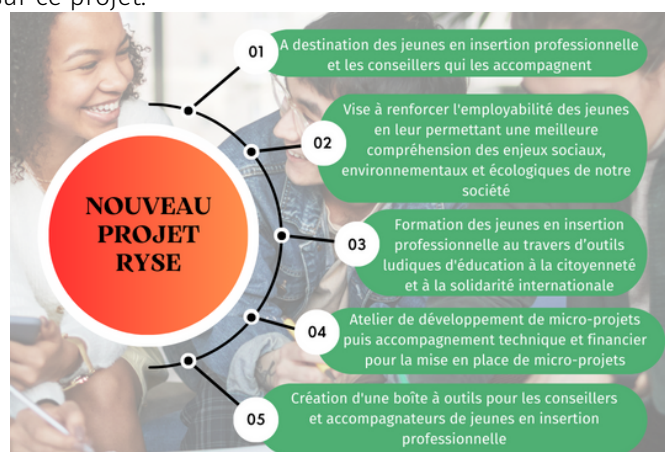 sur ce projet.
01
A destination des jeunes en insertion professionnelle
et les conseillers qui les accompagnent
02
Vise à renforcer l'employabilité des jeunes
en leur permettant une meilleure
compréhension des enjeux sociaux,
environnementaux et écologiques de notre
société
NOUVEAU
PROJET
RYSE
03
Formation des jeunes en insertion
professionnelle au travers d'outils
ludiques d'éducation à la citoyenneté
et à la solidarité internationale
04
Atelier de développement de micro-projets
puis accompagnement technique et financier
pour la mise en place de micro-projets
05
Création d'une boîte à outils pour les conseillers
et accompagnateurs de jeunes en insertion
professionnelle